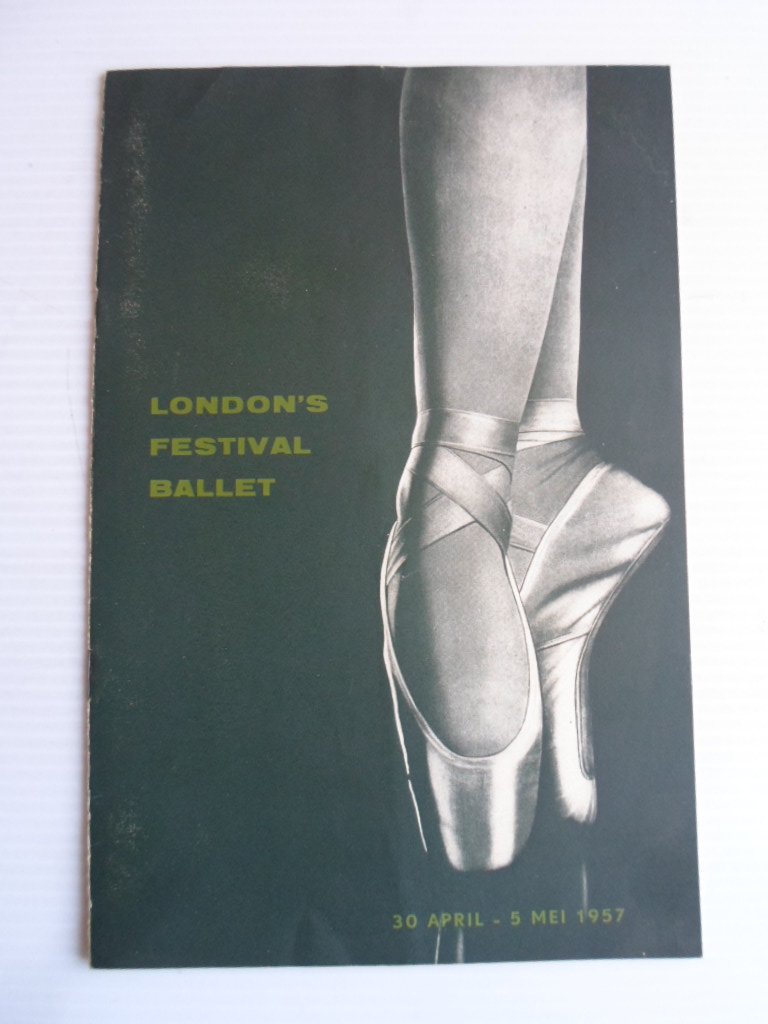 LONDON'S
FESTIVAL
BALLET
30 APRIL - 5 MEI 1957